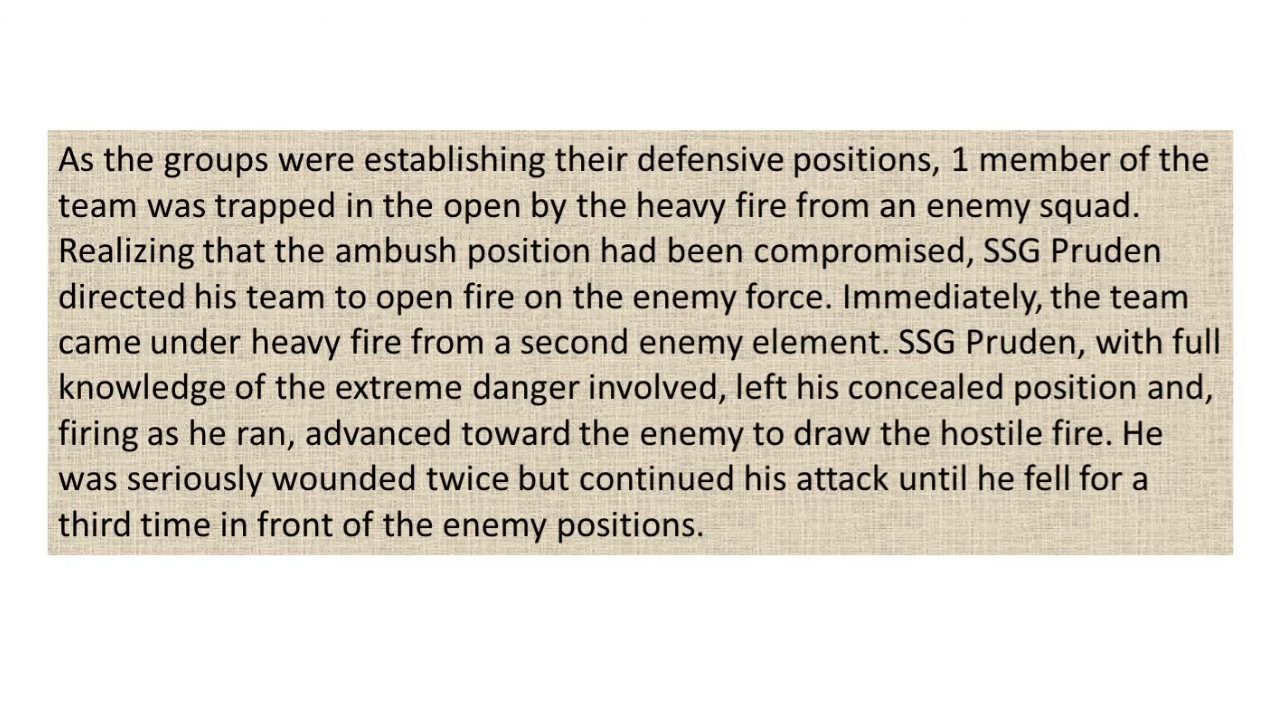 As the groups were establishing their defensive positions, 1 member of the
team was trapped in the open by the heavy fire from an enemy squad.
Realizing that the ambush position had been compromised, SSG Pruden
directed his team to open fire on the enemy force. Immediately, the team
came under heavy fire from a second enemy element. SSG Pruden, with full
knowledge of the extreme danger involved, left his concealed position and,
firing as he ran, advanced toward the enemy to draw the hostile fire. He
was seriously wounded twice but continued his attack until he fell for a
third time in front of the enemy positions.